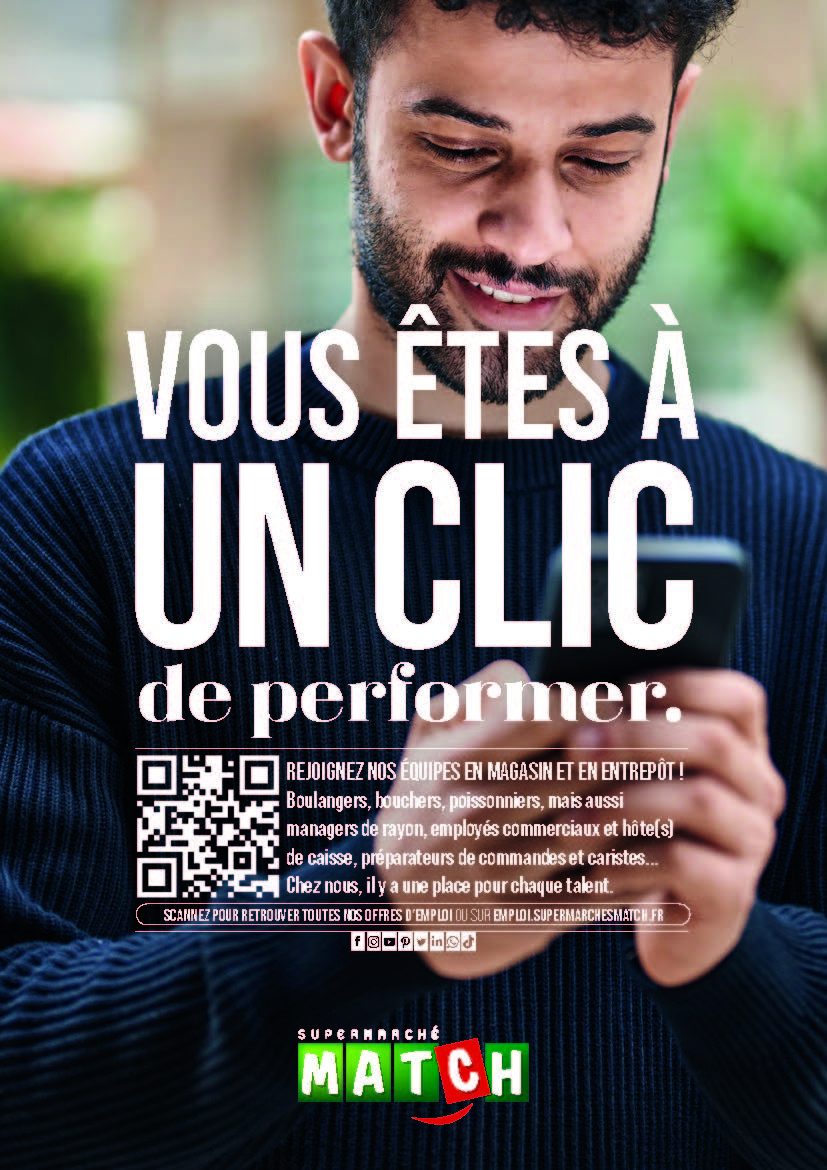 VOUS ÊTES À
UN CLIC
de performer.
REJOIGNEZ NOS ÉQUIPES EN MAGASIN ET EN ENTREPÔT !
Boulangers, bouchers, poissonniers, mais aussi
managers de rayon, employés commerciaux et hôte(s)
de caisse, préparateurs de commandes et caristes...
Chez nous, il y a une place pour chaque talent.
SCANNEZ POUR RETROUVER TOUTES NOS OFFRES D'EMPLOI OU SUR EMPLOI.SUPERMARCHESMATCH.FR
SUPERMARCHÉ
MATCH